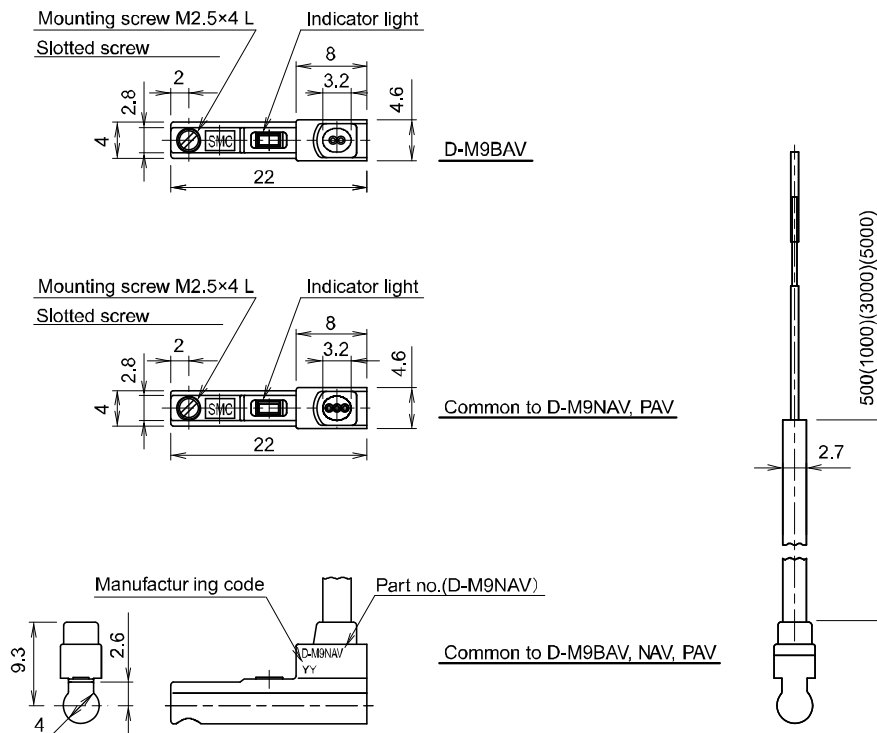 Mounting screw M2.5×4 L
Indicator light
Slotted screw
8
2
3.2
2.8
4
4.6
SMC
22
D-M9BAV
Mounting screw M2.5×4 L
Indicator light
Slotted screw
8
2
3.2
2.8
4
4.6
SMC
22
Common to D-M9NAV, PAV
500(1000)(3000)(5000)
2.7
Manufactur ing code
Part no.(D-M9NAV)
D-M9NAV
YY
9.3
2.6
4
Common to D-M9BAV, NAV, PAV